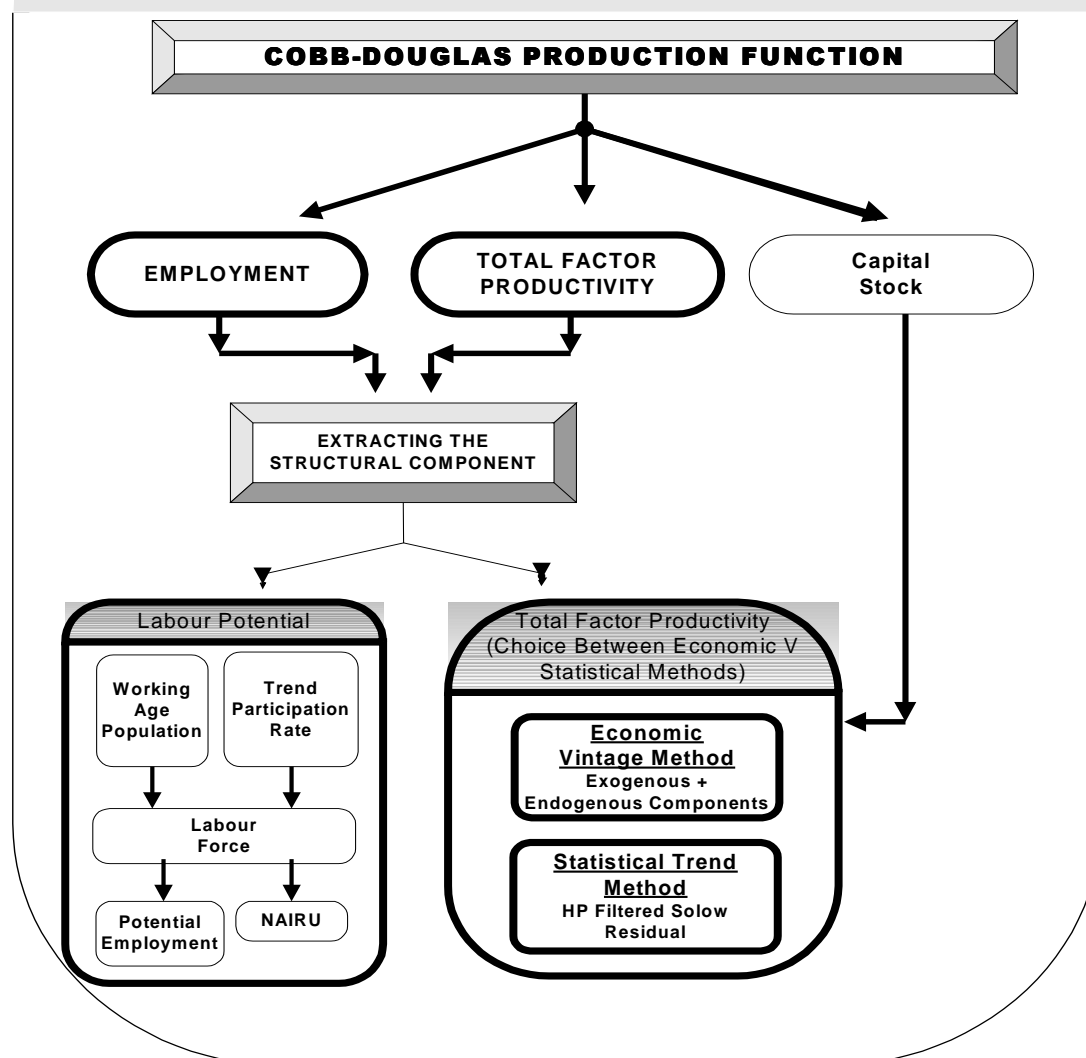 COBB-DOUGLAS PRODUCTION FUNCTION
EMPLOYMENT
TOTAL FACTOR
PRODUCTIVITY
Capital
Stock
EXTRACTING THE
STRUCTURAL COMPONENT
Labour Potential
Working
Age
Population
Trend
Participation
Rate
Labour
Force
Potential
Employment
NAIRU
Total Factor Productivity
(Choice Between Economic V
Statistical Methods)
Economic
Vintage Method
Exogenous +
Endogenous Components
Statistical Trend
Method
HP Filtered Solow
Residual